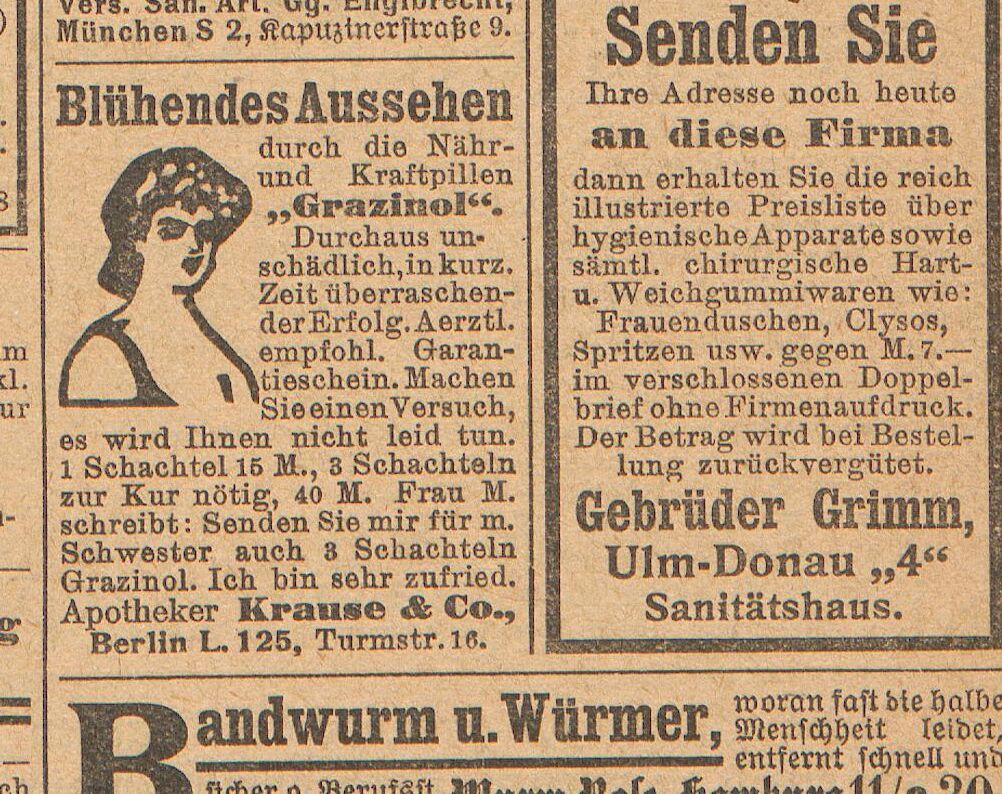 Vers. San. Art. Gg. Englbrecht,
München S 2, Kapuzinerstraße 9.
Blühendes Aussehen
durch die Nähr-
und Kraftpillen
„Grazinol“.
Durchaus un-
schädlich, in kurz.
Zeit überraschen-
der Erfolg. Aerztl.
empfohl. Garan-
tieschein. Machen
Sie einen Versuch,
es wird Ihnen nicht leid tun.
1 Schachtel 15 M., 3 Schachteln
zur Kur nötig, 40 M. Frau M.
schreibt: Senden Sie mir für m.
Schwester auch 3 Schachteln
Grazinol. Ich bin sehr zufried.
Apotheker Krause & Co.,
Berlin L. 125, Turmstr. 16.
Senden Sie
Ihre Adresse noch heute
an diese Firma
dann erhalten Sie die reich
illustrierte Preisliste über
hygienische Apparate sowie
sämtl. chirurgische Hart-
u. Weichgummiwaren wie:
Frauenduschen, Clysos,
Spritzen usw. gegen M. 7.—
im verschlossenen Doppel-
brief ohne Firmenaufdruck.
Der Betrag wird bei Bestel-
lung zurückvergütet.
Gebrüder Grimm,
Ulm-Donau „4“
Sanitätshaus.
Bandwurm u. Würmer,
woran fast die halbe
Menschheit leidet,
entfernt schnell und